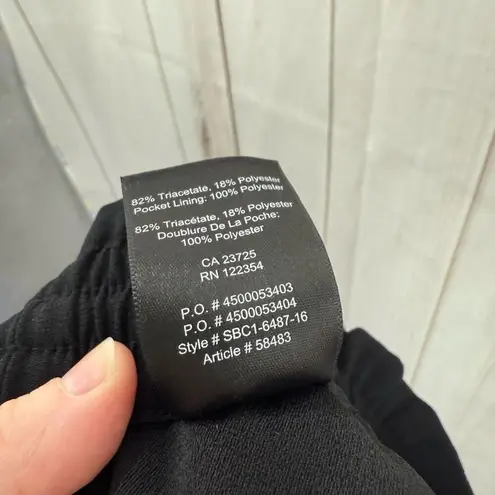 82% Triacetate, 18% Polyester
Pocket Lining: 100% Polyester
82% Triacétate, 18% Polyester
Doublure De La Poche:
100% Polyester
CA 23725
RN 122354
P.O. # 4500053403
P.O. # 4500053404
Style # SBC1-6487-16
Article # 58483